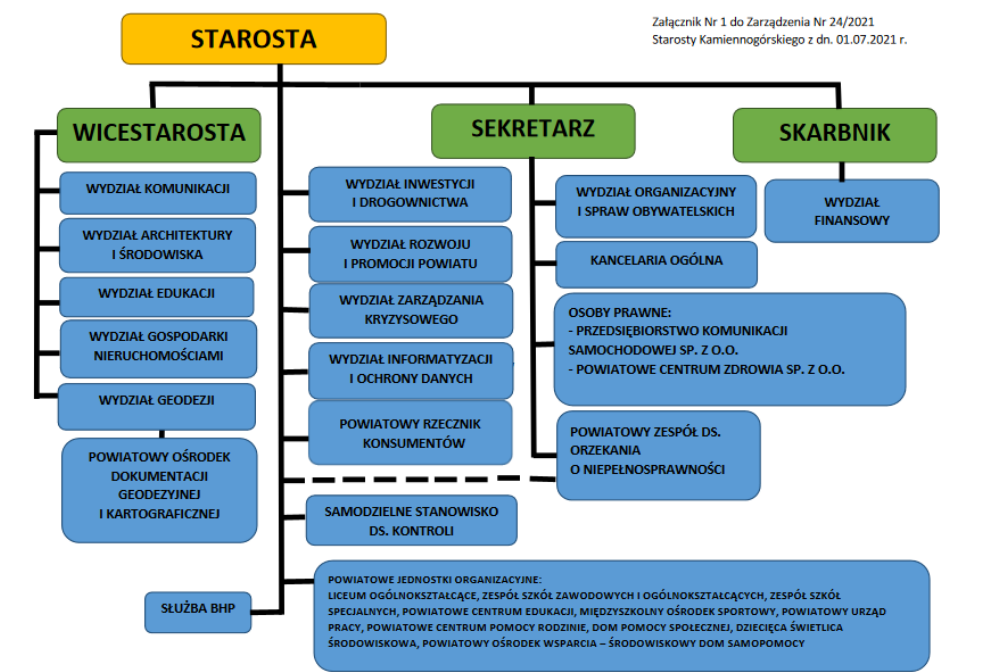 STAROSTA
Załącznik Nr 1 do Zarządzenia Nr 24/2021
Starosty Kamiennogórskiego z dn. 01.07.2021 r.
WICESTAROSTA
SEKRETARZ
SKARBNIK
WYDZIAŁ KOMUNIKACJI
WYDZIAŁ ARCHITEKTURY
I ŚRODOWISKA
WYDZIAŁ EDUKACJI
WYDZIAŁ GOSPODARKI
NIERUCHOMOŚCIAMI
WYDZIAŁ GEODEZJI
POWIATOWY OŚRODEK
DOKUMENTACJI
GEODEZYJNEJ
I KARTOGRAFICZNEJ
WYDZIAŁ INWESTYCJI
I DROGOWNICTWA
WYDZIAŁ ROZWOJU
I PROMOCJI POWIATU
WYDZIAŁ ZARZĄDZANIA
KRYZYSOWEGO
WYDZIAŁ INFORMATYZACJI
I OCHRONY DANYCH
POWIATOWY RZECZNIK
KONSUMENTÓW
SAMODZIELNE STANOWISKO
DS. KONTROLI
WYDZIAŁ ORGANIZACYJNY
I SPRAW OBYWATELSKICH
KANCELARIA OGÓLNA
OSOBY PRAWNE:
- PRZEDSIĘBIORSTWO KOMUNIKACJI
SAMOCHODOWEJ SP. Z O.O.
- POWIATOWE CENTRUM ZDROWIA SP. Z O.O.
POWIATOWY ZESPÓŁ DS.
ORZEKANIA
O NIEPEŁNOSPRAWNOŚCI
WYDZIAŁ
FINANSOWY
SŁUŻBA BHP
POWIATOWE JEDNOSTKI ORGANIZACYJNE:
LICEUM OGÓLNOKSZTAŁCĄCE, ZESPÓŁ SZKÓŁ ZAWODOWYCH I OGÓLNOKSZTAŁCĄCYCH, ZESPÓŁ SZKÓŁ
SPECJALNYCH, POWIATOWE CENTRUM EDUKACJI, MIĘDZYSZKOLNY OŚRODEK SPORTOWY, POWIATOWY URZĄD
PRACY, POWIATOWE CENTRUM POMOCY RODZINIE, DOM POMOCY SPOŁECZNEJ, DZIECIĘCA ŚWIETLICA
ŚRODOWISKOWA, POWIATOWY OŚRODEK WSPARCIA – ŚRODOWISKOWY DOM SAMOPOMOCY